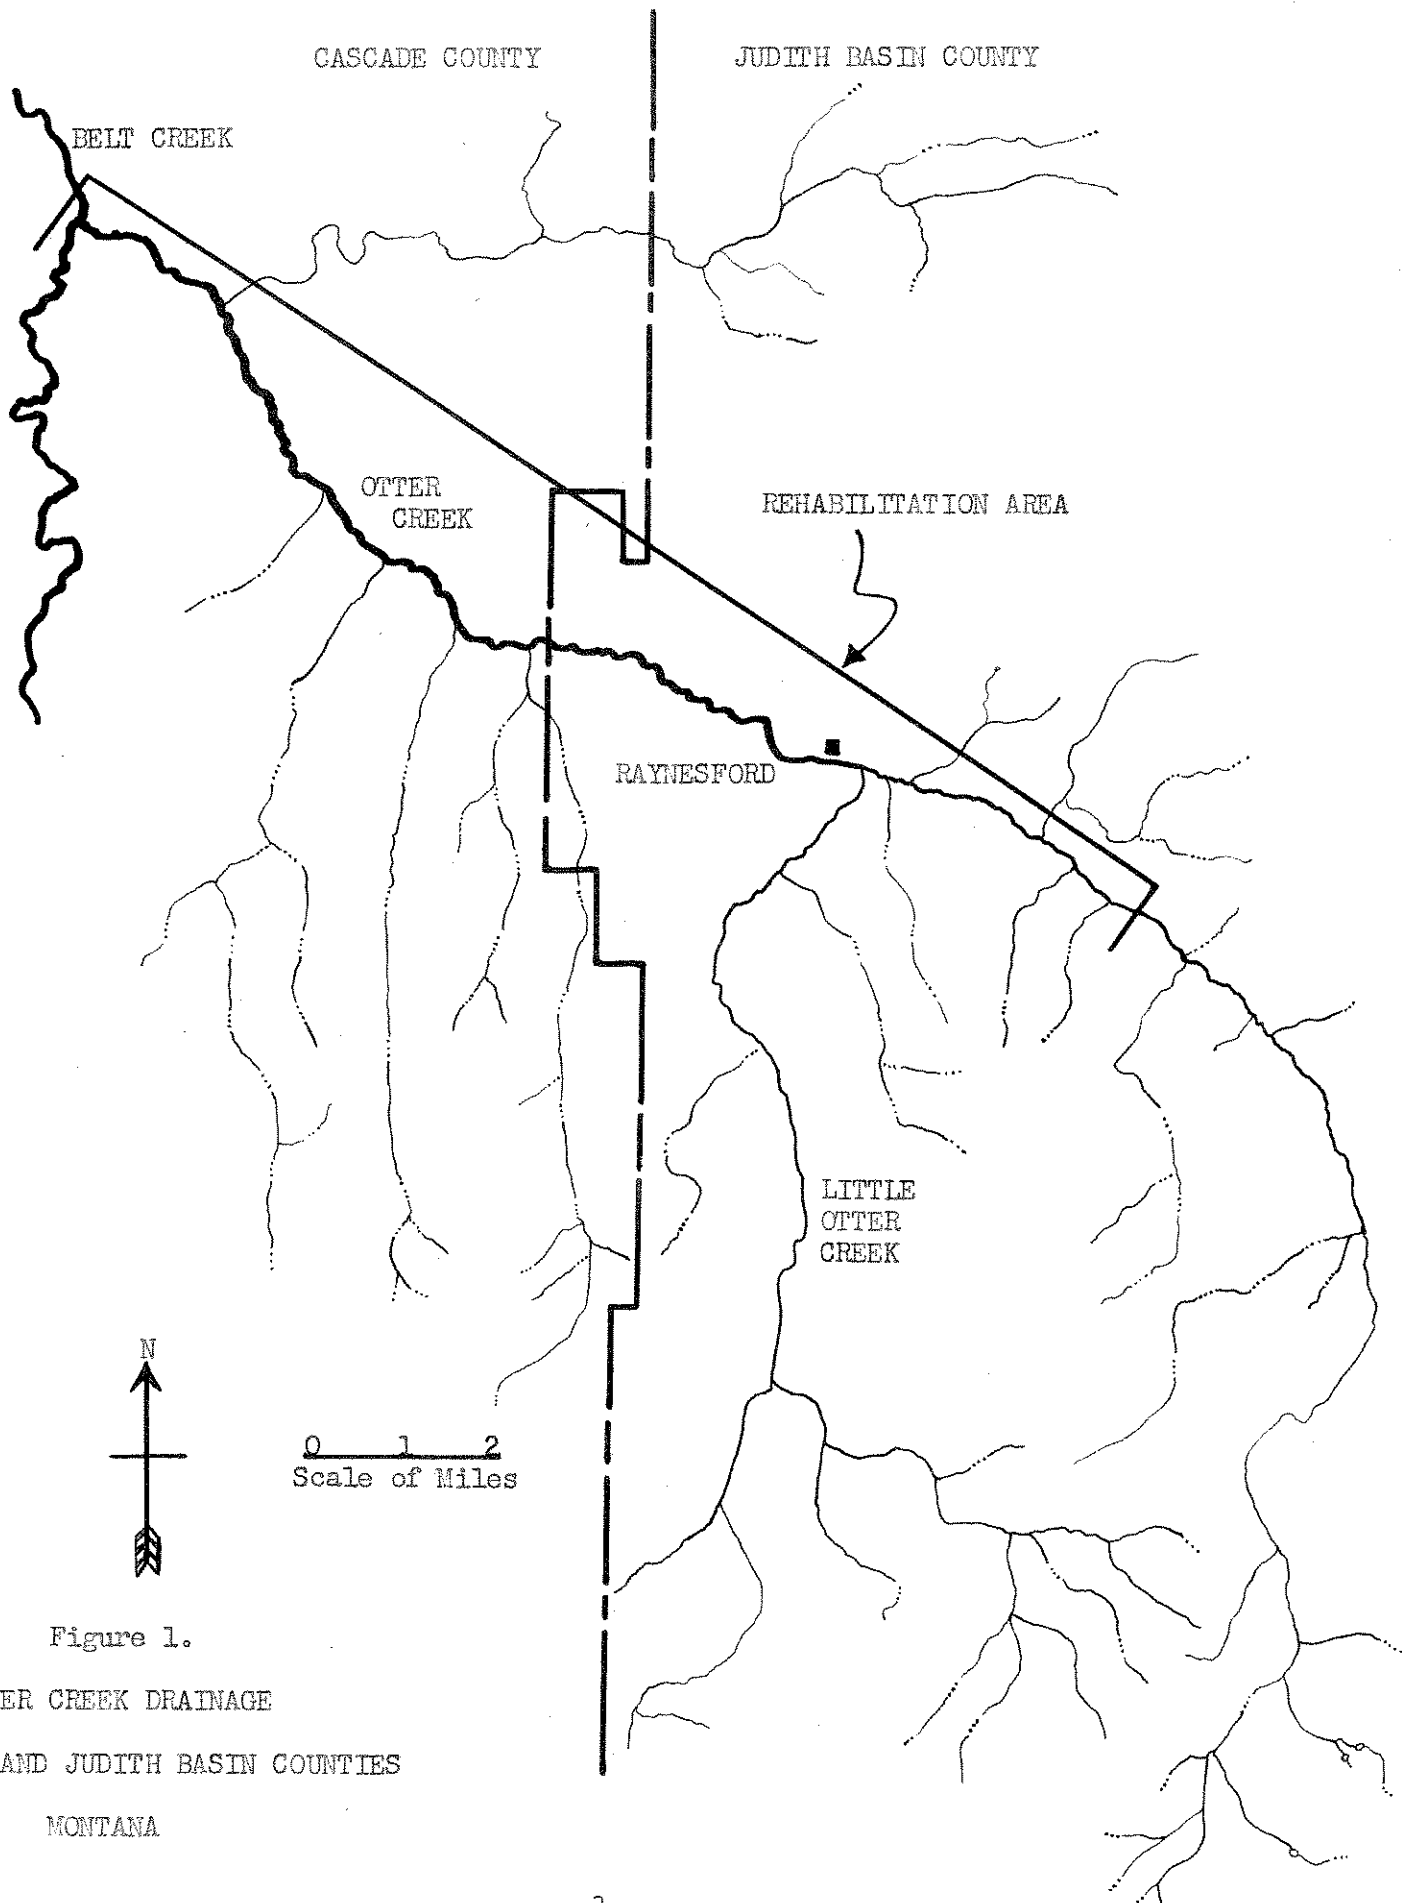 CASCADE COUNTY
JUDITH BASIN COUNTY
BELT CREEK
OTTER
CREEK
REHABILITATION AREA
RAYNESFORD
LITTLE
OTTER
CREEK
N
0 1 2
Scale of Miles
Figure 1.
ER CREEK DRAINAGE
AND JUDITH BASIN COUNTIES
MONTANA